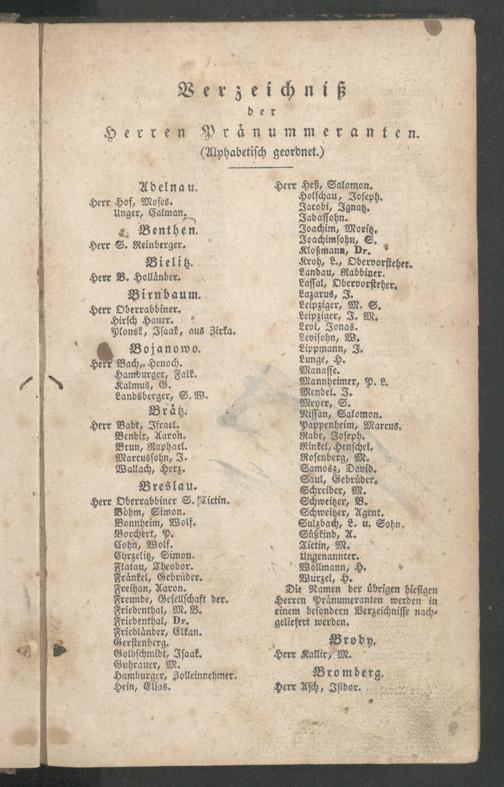 Verzeichniß
der
Herren Pränummeranten.
(Alphabetisch geordnet.)
Adelnau.
Herr Hof, Moses.
Unger, Calman.
Benthen.
Herr S. Reinberger.
Bielitz.
Herr B. Holländer.
Birnbaum.
Herr Oberrabbiner.
Hirsch Hauer.
Plonsk, Isaak, aus Zirka.
Bojanowo.
Herr Bach, Henoch.
Hamburger, Falk.
Kalmus, G.
Landsberger, S. W.
Brätz.
Herr Badt, Israel.
Bendix, Aaron.
Brun, Raphael.
Marcussohn, J.
Wallach, Herz.
Breslau.
Herr Oberrabbiner S. Tictin.
Böhm, Simon.
Bonnheim, Wolf.
Borchert, P.
Cohn, Wolf.
Chrzelitz, Simon.
Flatau, Theodor.
Fränkel, Gebrüder.
Freihan, Aaron.
Freunde, Gesellschaft der.
Friedenthal, M. B.
Friedenthal, Dr.
Friedländer, Elkan.
Gerstenberg.
Goldschmidt, Isaak.
Guhrauer, M.
Hamburger, Zolleinnehmer.
Hein, Elias.
Herr Heß, Salomon.
Holschau, Joseph.
Jacobi, Ignatz.
Jadassohn.
Joachim, Moritz.
Joachimsohn, S.
Kloßmann, Dr.
Kroh, L., Obervorsteher.
Landau, Rabbiner.
Lassal, Obervorsteher.
Lazarus, J.
Leipziger, M. S.
Leipziger, J. M.
Levi, Jonas.
Levisohn, W.
Lippmann, J.
Lunge, H.
Manasse.
Mannheimer, P. L.
Mendel. J.
Meyer, S.
Nissan, Salomon.
Pappenheim, Marcus.
Rabe, Joseph.
Rinkel, Henschel.
Rosenberg, M.
Samosz, David.
Saul, Gebrüder.
Schreiber, M.
Schweitzer, B.
Schweitzer, Agent.
Sulzbach, L. u. Sohn.
Süßkind, A.
Tictin, M.
Ungenannter.
Wollmann, H.
Wurzel, H.
Die Namen der übrigen hiesigen
Herren Pränumeranten werden in
einem besondern Verzeichnisse nach-
geliefert werden.
Brody.
Herr Kallir, M.
Bromberg.
Herr Asch, Isidor.